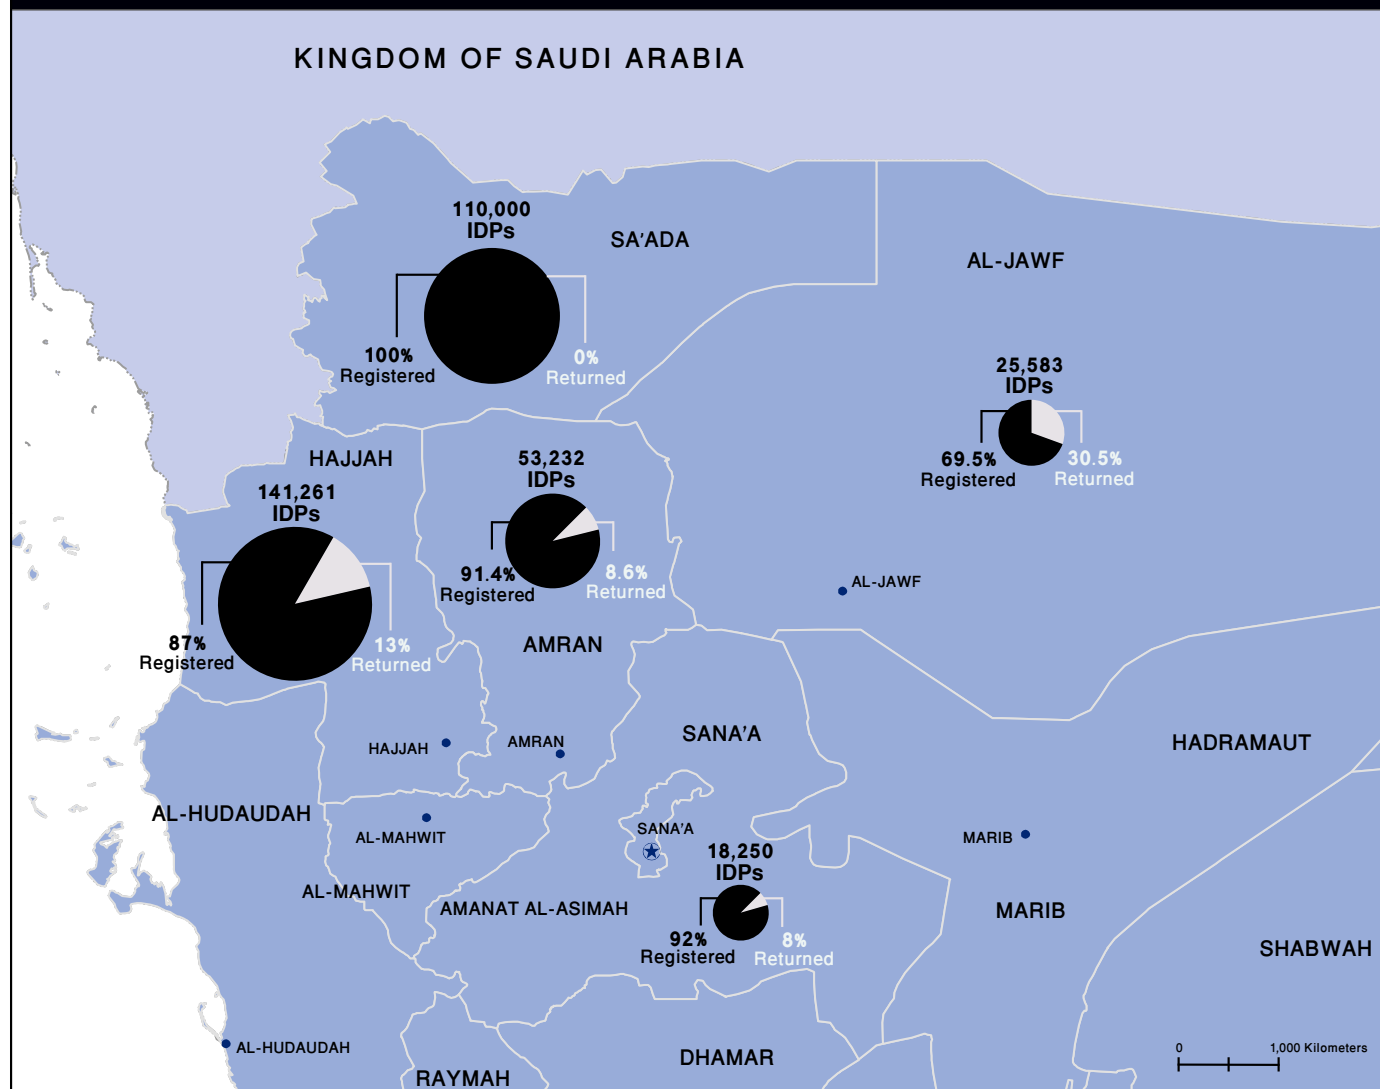 KINGDOM OF SAUDI ARABIA
110,000
IDPs
SA'ADA
AL-JAWF
100%
Registered
0%
Returned
25,583
IDPs
69.5%
Registered
30.5%
Returned
HAJJAH
141,261
IDPs
53,232
IDPs
91.4%
Registered
8.6%
Returned
AL-JAWF
87%
Registered
13%
Returned
AMRAN
SANA'A
HADRAMAUT
HAJJAH
AMRAN
AL-HUDAUDAH
AL-MAHWIT
SANA'A
MARIB
18,250
IDPs
AL-MAHWIT
AMANAT AL-ASIMAH
MARIB
92%
Registered
8%
Returned
SHABWAH
AL-HUDAUDAH
DHAMAR
0
1,000 Kilometers
RAYMAH